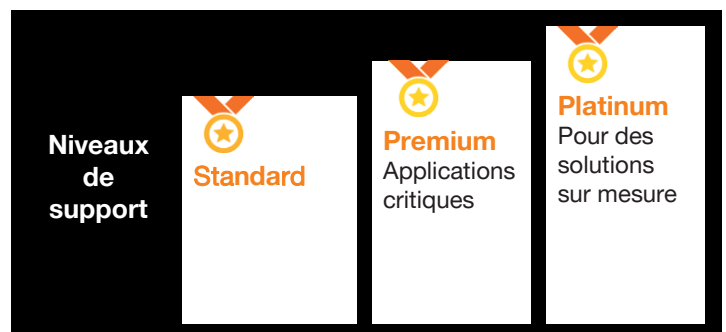 Niveaux
de
support
Standard
Premium
Applications
critiques
Platinum
Pour des
solutions
sur mesure